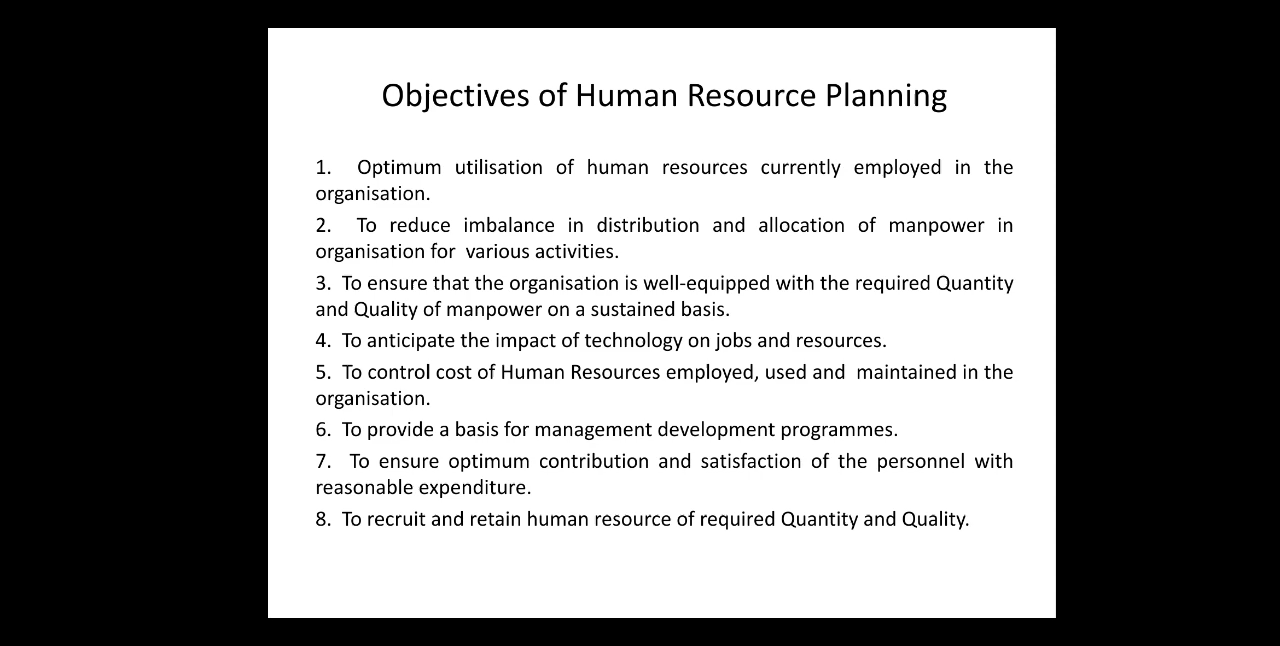 Objectives of Human Resource Planning
1. Optimum utilisation of human resources currently employed in the
organisation.
2. To reduce imbalance in distribution and allocation of manpower in
organisation for various activities.
3. To ensure that the organisation is well-equipped with the required Quantity
and Quality of manpower on a sustained basis.
4. To anticipate the impact of technology on jobs and resources.
5. To control cost of Human Resources employed, used and maintained in the
organisation.
6. To provide a basis for management development programmes.
7. To ensure optimum contribution and satisfaction of the personnel with
reasonable expenditure.
8. To recruit and retain human resource of required Quantity and Quality.